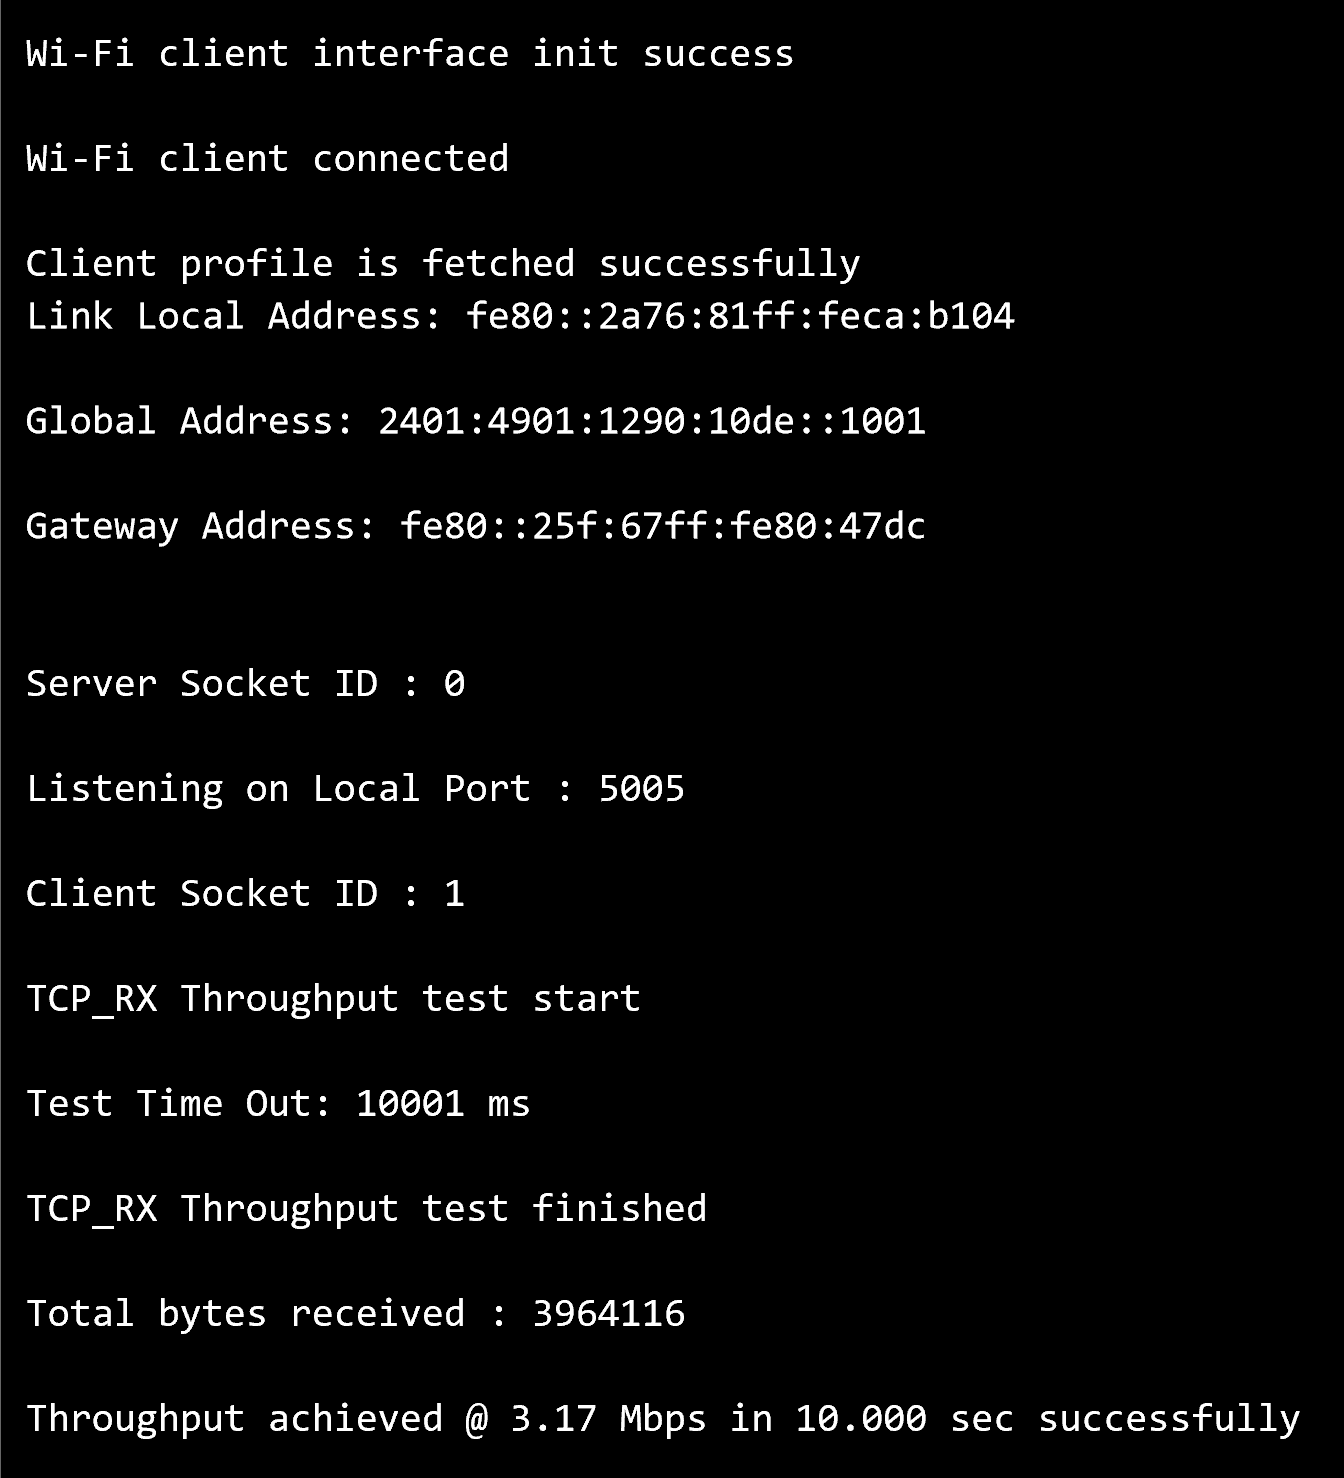 Wi-Fi client interface init success
Wi-Fi client connected
Client profile is fetched successfully
Link Local Address: fe80::2a76:81ff:feca:b104
Global Address: 2401:4901:1290:10de::1001
Gateway Address: fe80::25f:67ff:fe80:47dc
Server Socket ID : 0
Listening on Local Port : 5005
Client Socket ID : 1
TCP_RX Throughput test start
Test Time Out: 10001 ms
TCP_RX Throughput test finished
Total bytes received : 3964116
Throughput achieved @ 3.17 Mbps in 10.000 sec successfully